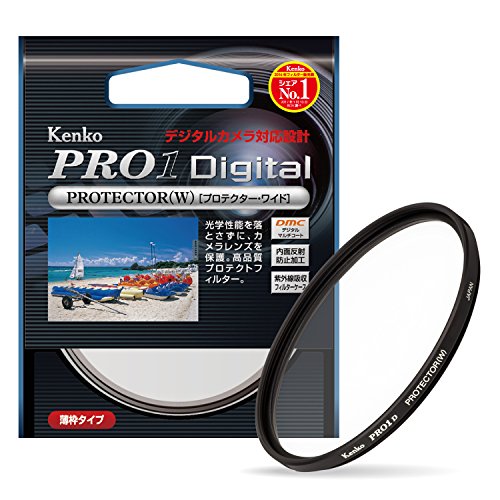 Kenko
シェア
No.1
Kenko
デジタルカメラ対応設計
PRO1 Digital
PROTECTOR(W) [プロテクター・ワイド]
光学性能を落
とさずに、カ
メラレンズを
保護。高品質
プロテクトフ
ィルター。
DMC
デジタル
マルチコート
内面反射
防止加工
紫外線吸収
フィルターケース
薄枠タイプ
Kenko PRO1D PROTECTOR(W) JAPAN